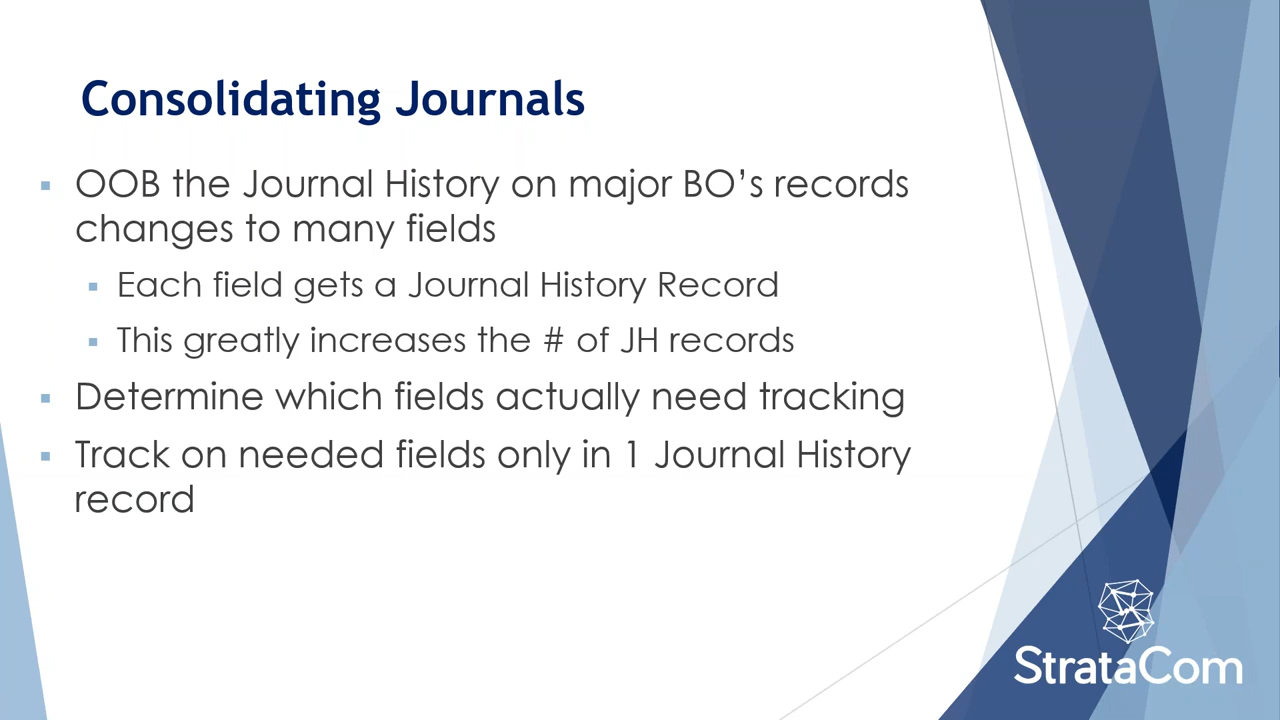 Consolidating Journals
OOB the Journal History on major BO’s records
changes to many fields
Each field gets a Journal History Record
This greatly increases the # of JH records
Determine which fields actually need tracking
Track on needed fields only in 1 Journal History
record
StrataCom